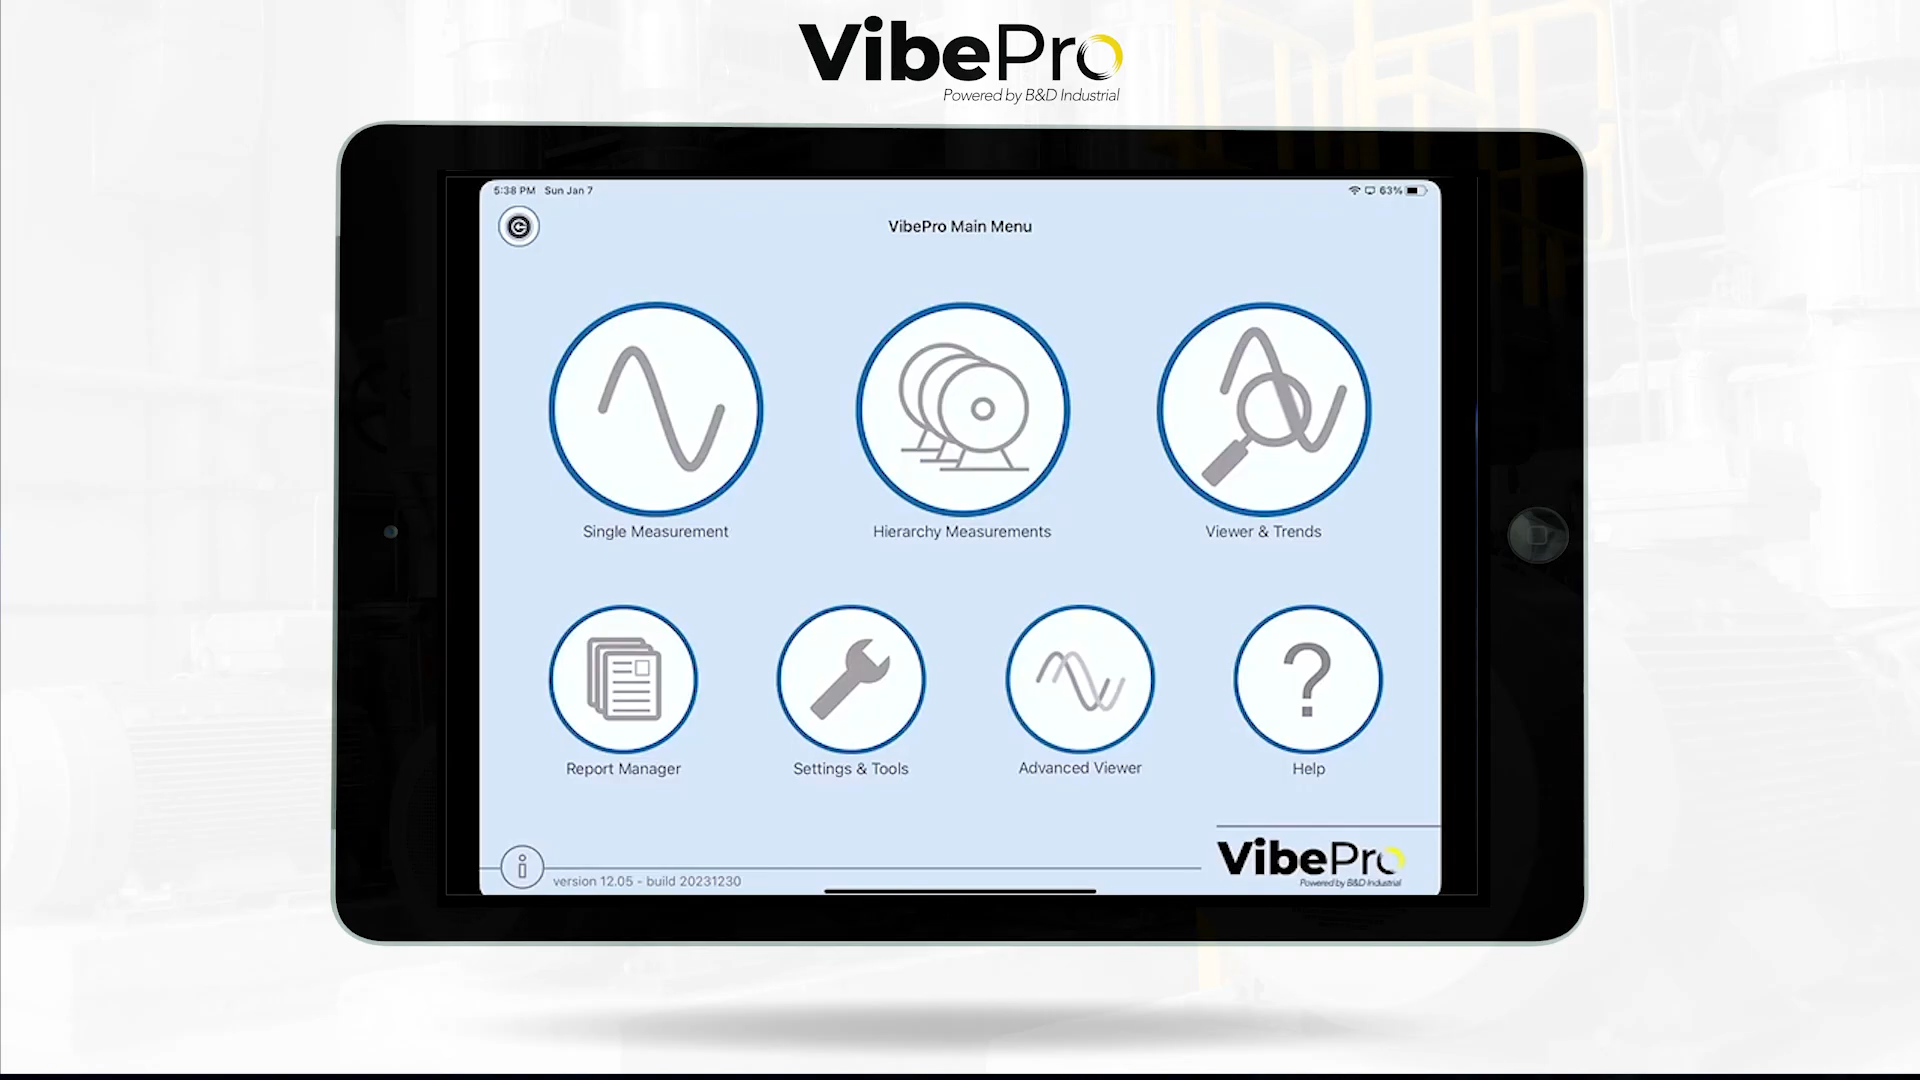 VibePro
Powered by B&D Industrial
5:38 PM Sun Jan 7
63%
VibePro Main Menu
Single Measurement
Hierarchy Measurements
Viewer & Trends
Report Manager
Settings & Tools
Advanced Viewer
Help
version 12.05 - build 20231230
VibePro
Powered by B&D Industrial